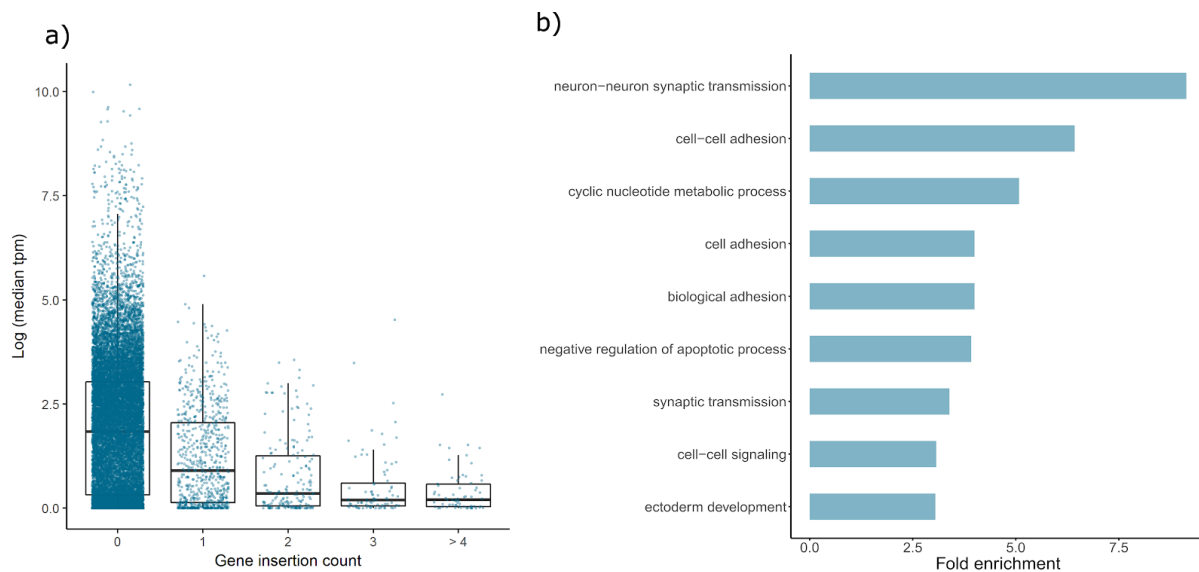 a)
Log (median tpm)
10.0
7.5
5.0
2.5
0.0
0
1
2
3
> 4
Gene insertion count
b)
neuron−neuron synaptic transmission
cell−cell adhesion
cyclic nucleotide metabolic process
cell adhesion
biological adhesion
negative regulation of apoptotic process
synaptic transmission
cell−cell signaling
ectoderm development
0.0
2.5
5.0
7.5
Fold enrichment